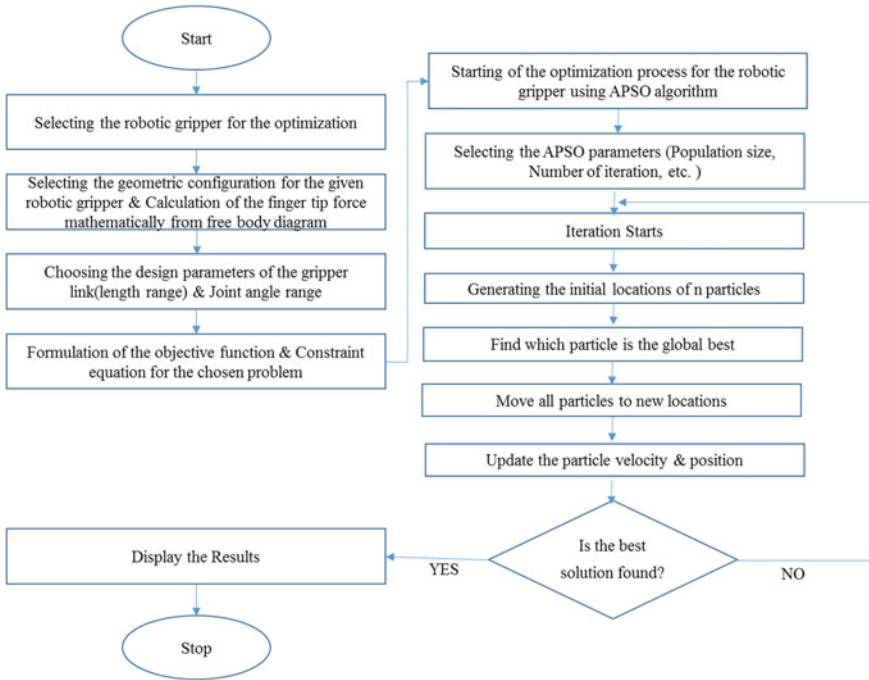 Start
Selecting the robotic gripper for the optimization
Selecting the geometric configuration for the given
robotic gripper & Calculation of the finger tip force
mathematically from free body diagram
Choosing the design parameters of the gripper
link(length range) & Joint angle range
Formulation of the objective function & Constraint
equation for the chosen problem
Starting of the optimization process for the robotic
gripper using APSO algorithm
Selecting the APSO parameters (Population size,
Number of iteration, etc. )
Iteration Starts
Generating the initial locations of n particles
Find which particle is the global best
Move all particles to new locations
Update the particle velocity & position
Is the best
solution found?
YES
NO
Display the Results
Stop